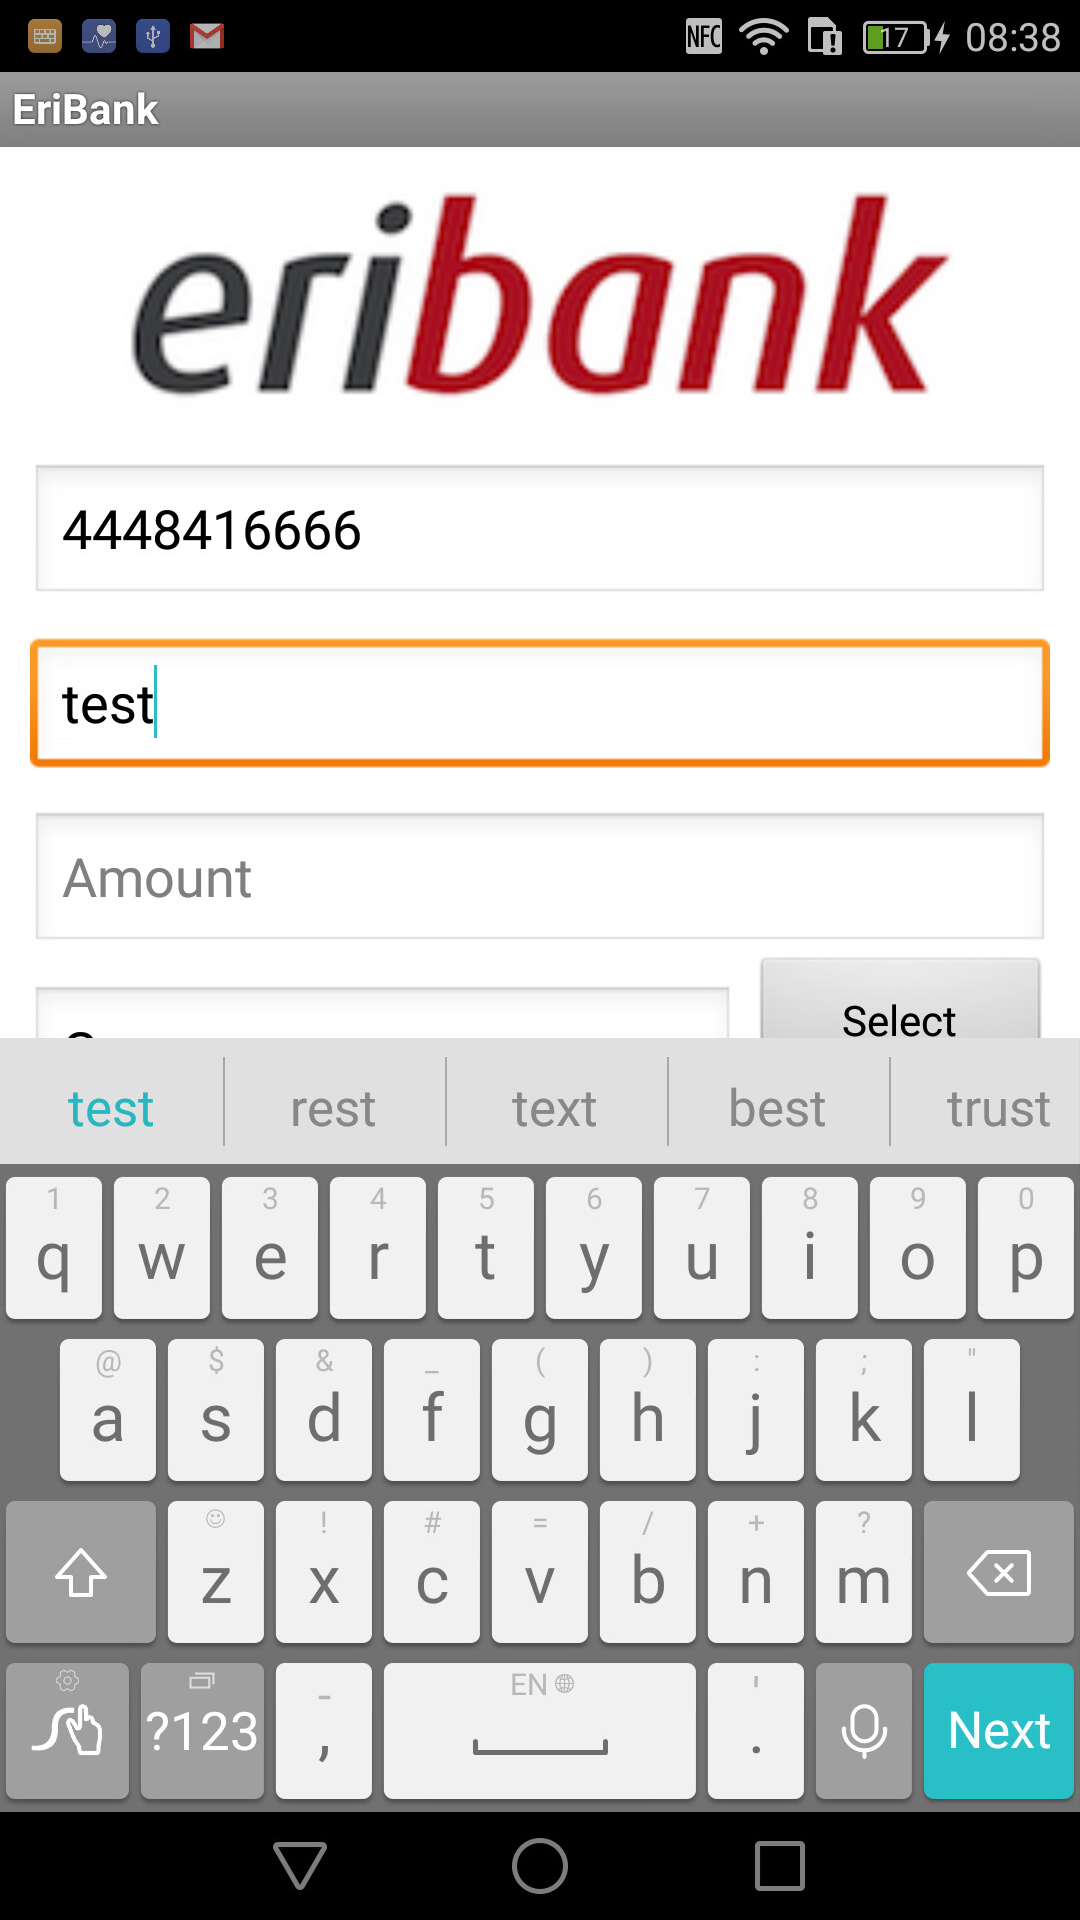 NFC 17 08:38
EriBank
eribank
4448416666
test
Amount
Select
test rest text best trust
1 2 3 4 5 6 7 8 9 0
q w e r t y u i o p
@ $ & _ ( ) : ; "
a s d f g h j k l
! # = / + ?
z x c v b n m
- EN '
?123 , . Next